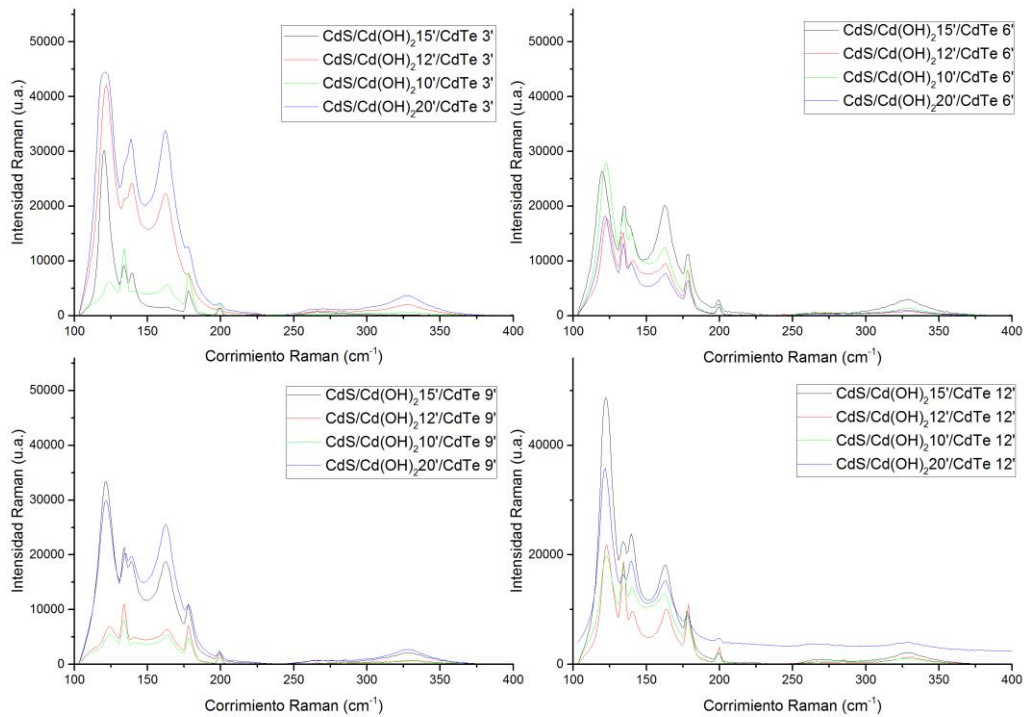 50000
40000
30000
20000
10000
0
Intensidad Raman (u.a.)
CdS/Cd(OH)₂15'/CdTe 3'
CdS/Cd(OH)₂12'/CdTe 3'
CdS/Cd(OH)₂10'/CdTe 3'
CdS/Cd(OH)₂20'/CdTe 3'
100 150 200 250 300 350 400
Corrimiento Raman (cm⁻¹)
50000
40000
30000
20000
10000
0
Intensidad Raman (u.a.)
CdS/Cd(OH)₂15'/CdTe 6'
CdS/Cd(OH)₂12'/CdTe 6'
CdS/Cd(OH)₂10'/CdTe 6'
CdS/Cd(OH)₂20'/CdTe 6'
100 150 200 250 300 350 400
Corrimiento Raman (cm⁻¹)
50000
40000
30000
20000
10000
0
Intensidad Raman (u.a.)
CdS/Cd(OH)₂15'/CdTe 9'
CdS/Cd(OH)₂12'/CdTe 9'
CdS/Cd(OH)₂10'/CdTe 9'
CdS/Cd(OH)₂20'/CdTe 9'
100 150 200 250 300 350 400
Corrimiento Raman (cm⁻¹)
40000
20000
0
Intensidad Raman (u.a.)
CdS/Cd(OH)₂15'/CdTe 12'
CdS/Cd(OH)₂12'/CdTe 12'
CdS/Cd(OH)₂10'/CdTe 12'
CdS/Cd(OH)₂20'/CdTe 12'
100 150 200 250 300 350 400
Corrimiento Raman (cm⁻¹)